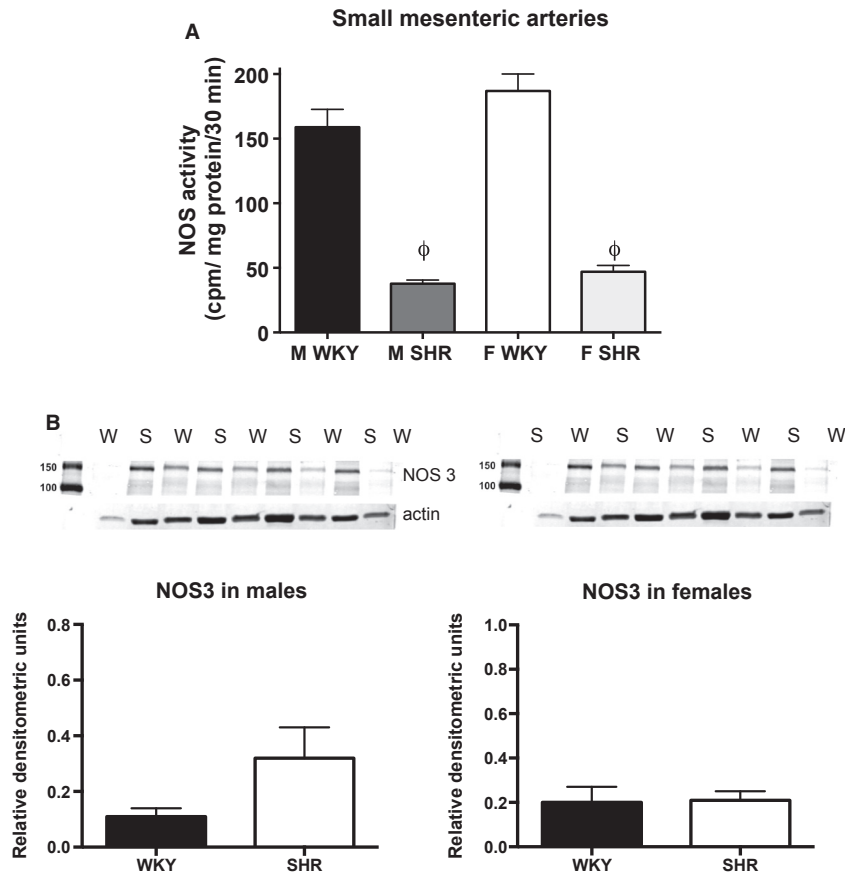 Small mesenteric arteries
A
NOS activity
(cpm/ mg protein/30 min)
200
150
100
50
0
ϕ
ϕ
M WKY M SHR F WKY F SHR
B
W S W S W S W S W
150
100
NOS 3
actin
S W S W S W S W
150
100
NOS3 in males
Relative densitometric units
0.8
0.6
0.4
0.2
0.0
WKY SHR
NOS3 in females
Relative densitometric units
1.0
0.8
0.6
0.4
0.2
0.0
WKY SHR